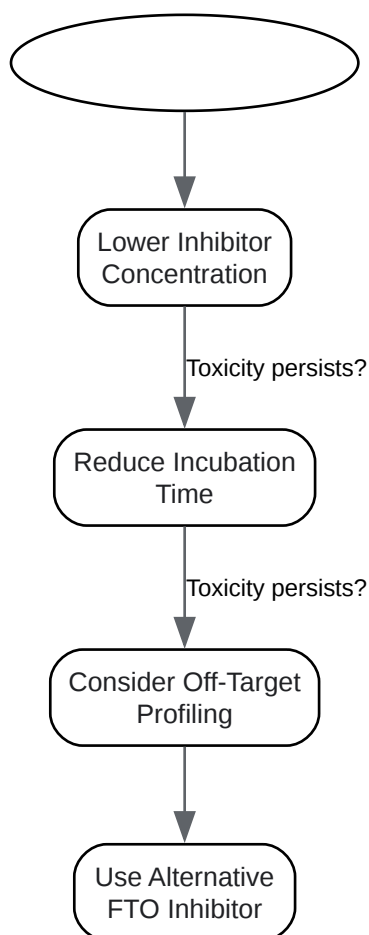 Lower Inhibitor
Concentration
Toxicity persists?
Reduce Incubation
Time
Toxicity persists?
Consider Off-Target
Profiling
Use Alternative
FTO Inhibitor